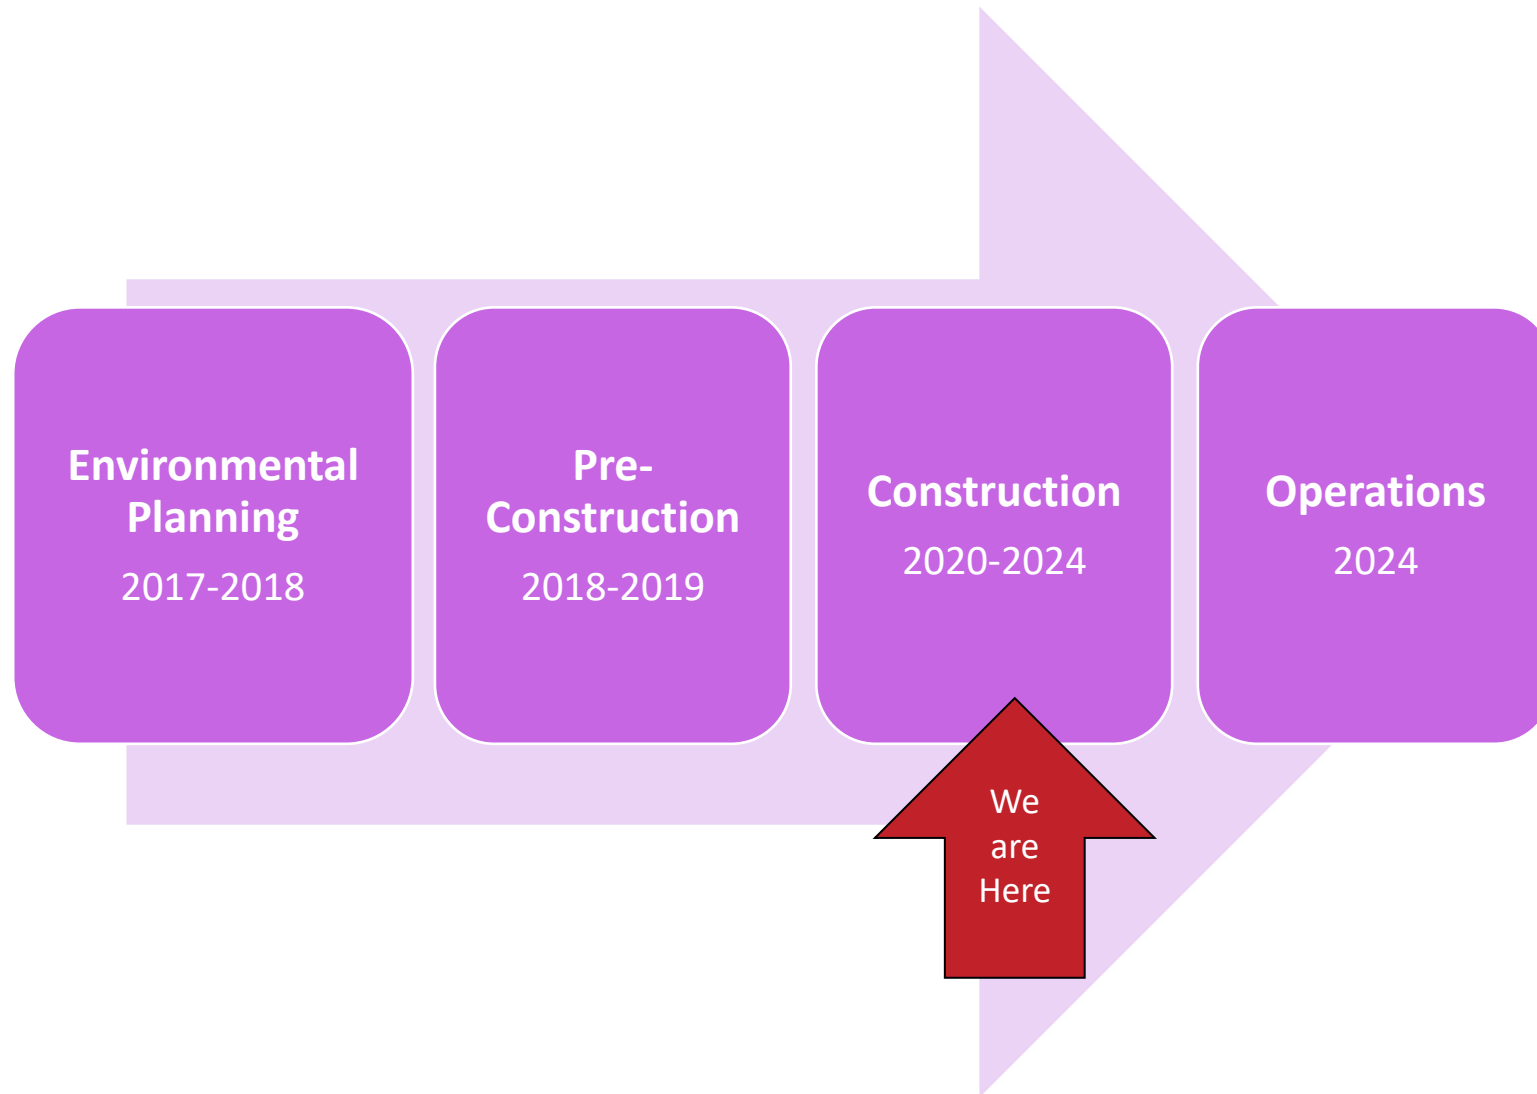 Environmental
Planning
2017-2018
Pre-
Construction
2018-2019
Construction
2020-2024
Operations
2024
We
are
Here